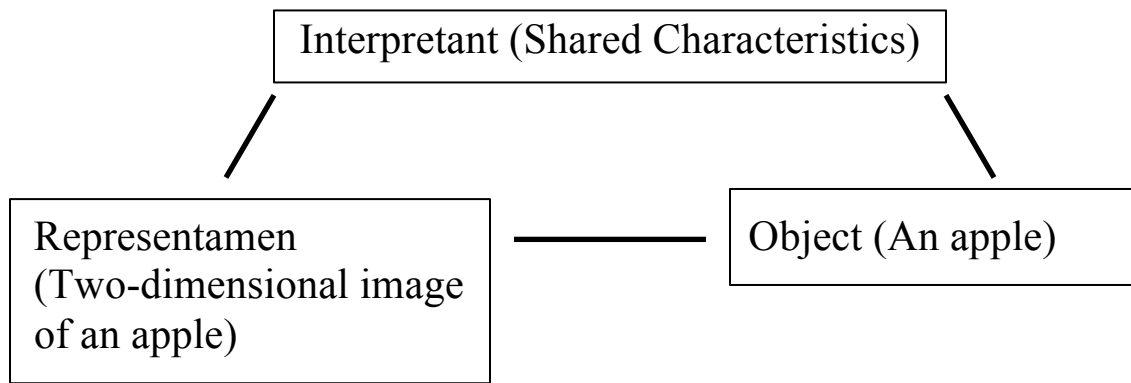 Interpretant (Shared Characteristics)
Representamen
(Two-dimensional image
of an apple)
Object (An apple)